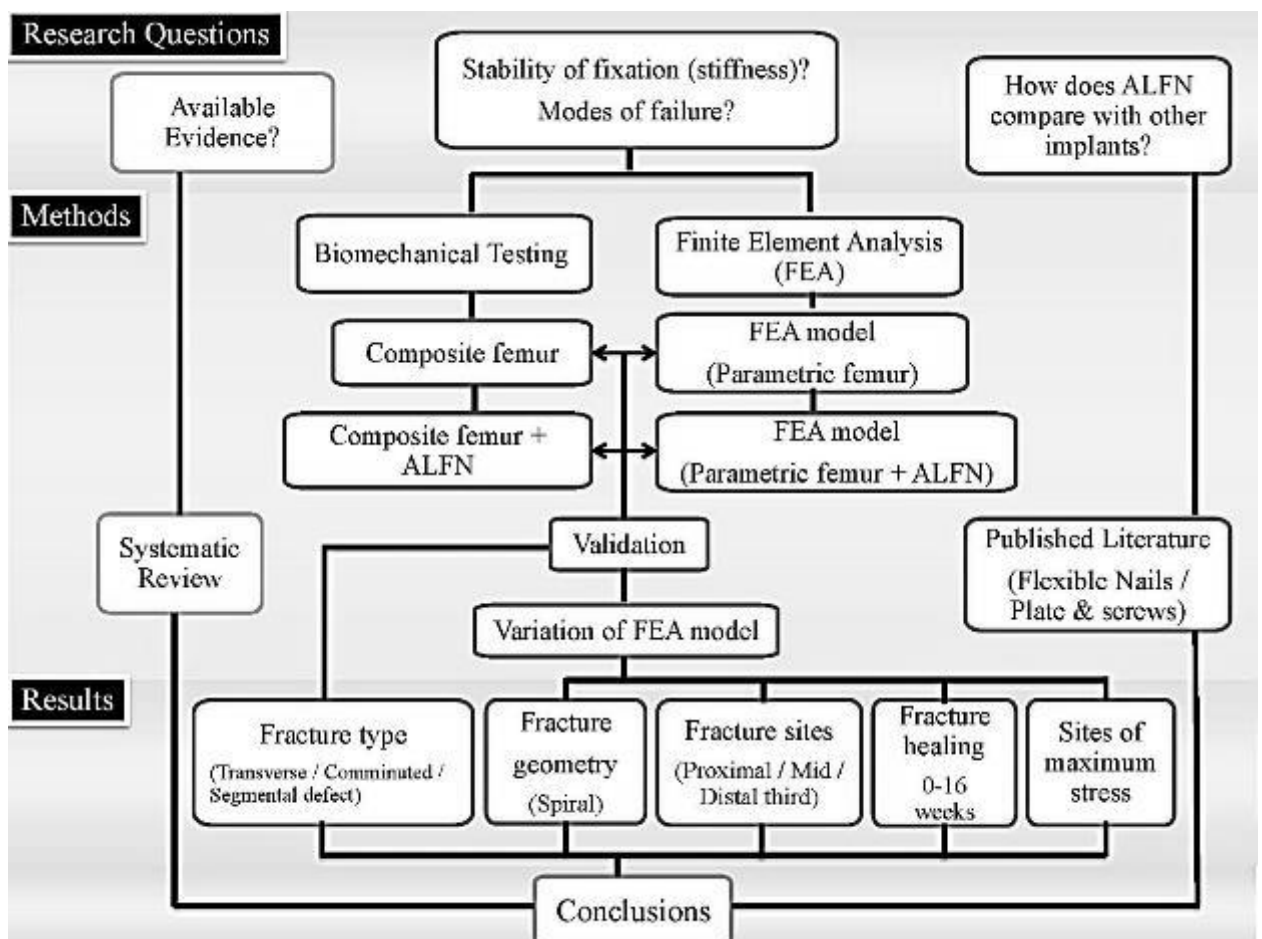 Research Questions
Available
Evidence?
Stability of fixation (stiffness)?
Modes of failure?
How does ALFN
compare with other
implants?
Methods
Biomechanical Testing
Finite Element Analysis
(FEA)
Composite femur
FEA model
(Parametric femur)
Composite femur +
ALFN
FEA model
(Parametric femur + ALFN)
Systematic
Review
Validation
Published Literature
(Flexible Nails /
Plate & screws)
Variation of FEA model
Results
Fracture type
(Transverse / Comminuted /
Segmental defect)
Fracture
geometry
(Spiral)
Fracture sites
(Proximal / Mid /
Distal third)
Fracture
healing
0-16
weeks
Sites of
maximum
stress
Conclusions